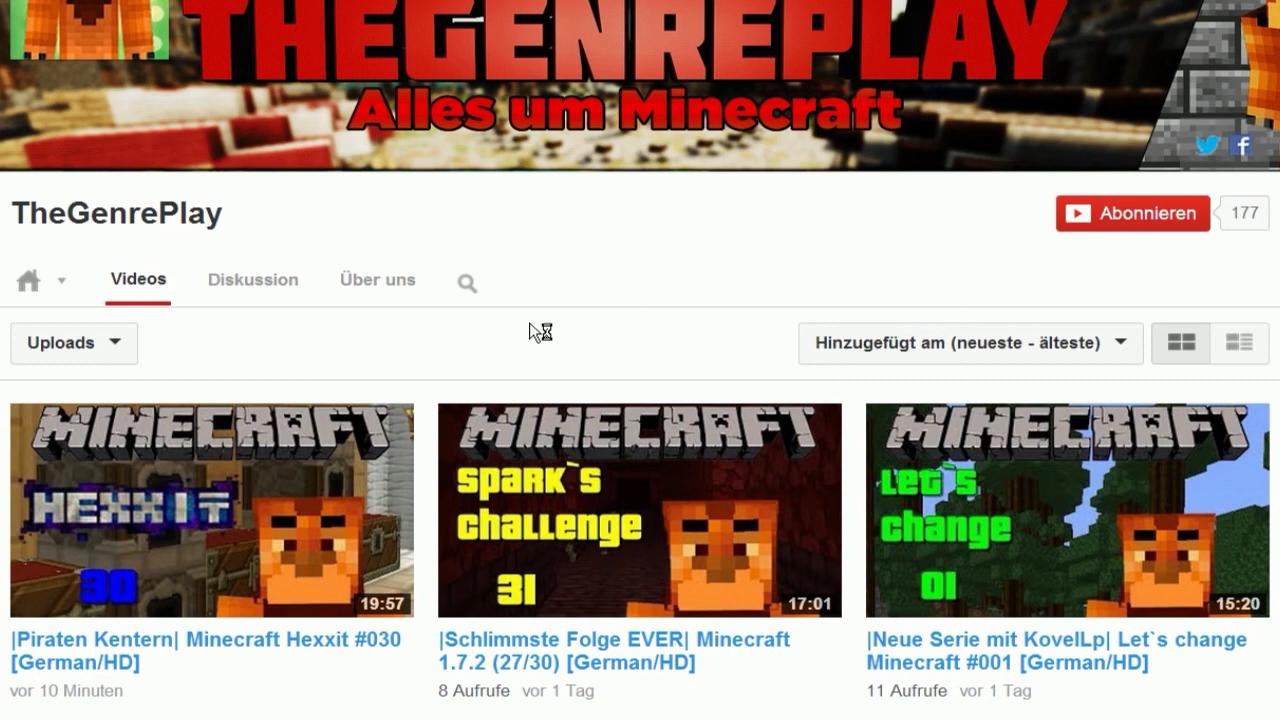 THEGENREPLAY
Alles um Minecraft
TheGenrePlay
Abonnieren 177
Videos Diskussion Über uns
Uploads Hinzugefügt am (neueste - älteste)
MINECRAFT
HEXXIT
30
19:57
MINECRAFT
Spark`s
challenge
31
17:01
MINECRAFT
Let`s
change
01
15:20
|Piraten Kentern| Minecraft Hexxit #030
[German/HD]
vor 10 Minuten
|Schlimmste Folge EVER| Minecraft
1.7.2 (27/30) [German/HD]
8 Aufrufe vor 1 Tag
|Neue Serie mit KovelLp| Let`s change
Minecraft #001 [German/HD]
11 Aufrufe vor 1 Tag